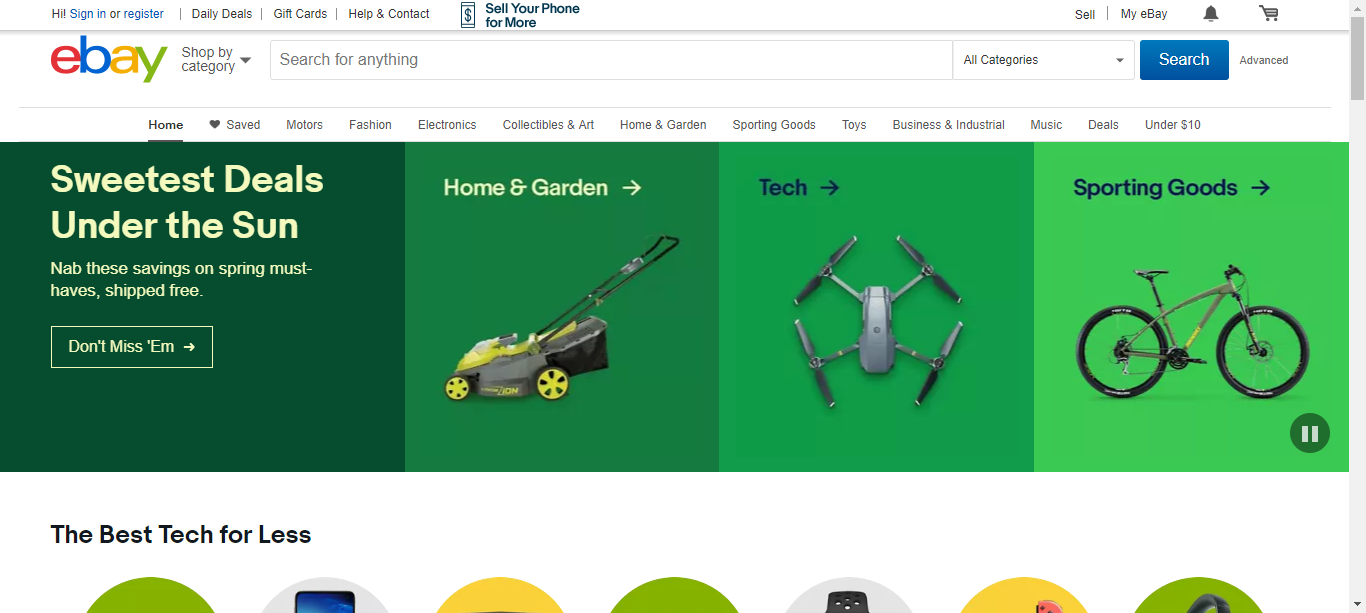 Hi! Sign in or register
Daily Deals
Gift Cards
Help & Contact
$
Sell Your Phone
for More
Sell
My eBay
ebay
Shop by
category
Search for anything
All Categories
Search
Advanced
Home
Saved
Motors
Fashion
Electronics
Collectibles & Art
Home & Garden
Sporting Goods
Toys
Business & Industrial
Music
Deals
Under $10
Sweetest Deals
Under the Sun
Nab these savings on spring must-
haves, shipped free.
Don't Miss 'Em →
Home & Garden →
Tech →
Sporting Goods →
The Best Tech for Less